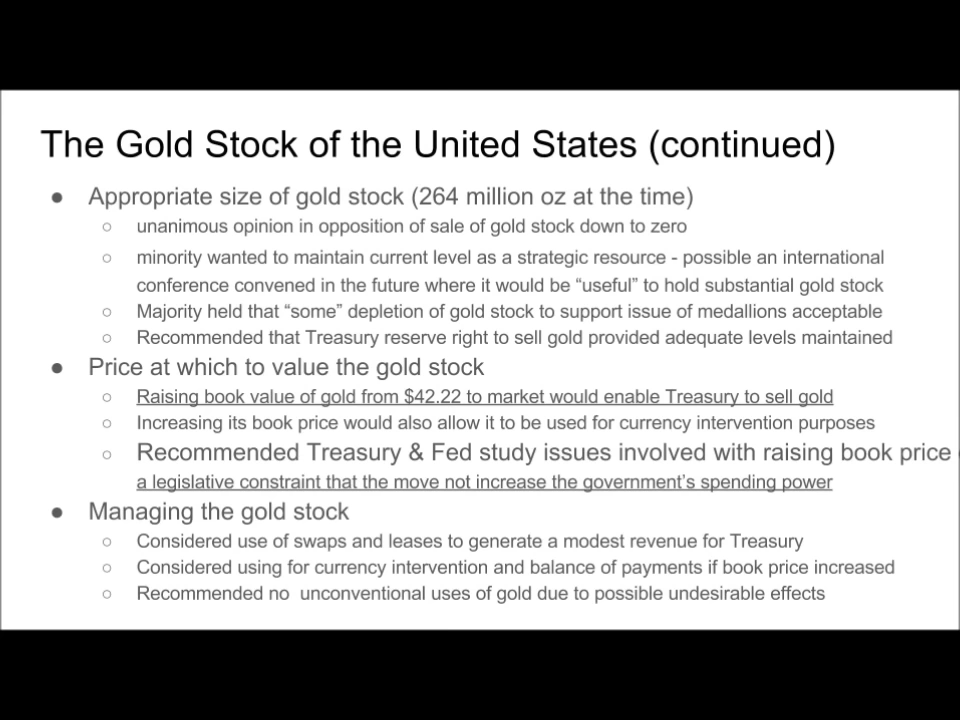 The Gold Stock of the United States (continued)
● Appropriate size of gold stock (264 million oz at the time)
○ unanimous opinion in opposition of sale of gold stock down to zero
○ minority wanted to maintain current level as a strategic resource - possible an international
conference convened in the future where it would be “useful” to hold substantial gold stock
○ Majority held that “some” depletion of gold stock to support issue of medallions acceptable
○ Recommended that Treasury reserve right to sell gold provided adequate levels maintained
● Price at which to value the gold stock
○ Raising book value of gold from $42.22 to market would enable Treasury to sell gold
○ Increasing its book price would also allow it to be used for currency intervention purposes
○ Recommended Treasury & Fed study issues involved with raising book price
a legislative constraint that the move not increase the government’s spending power
● Managing the gold stock
○ Considered use of swaps and leases to generate a modest revenue for Treasury
○ Considered using for currency intervention and balance of payments if book price increased
○ Recommended no  unconventional uses of gold due to possible undesirable effects